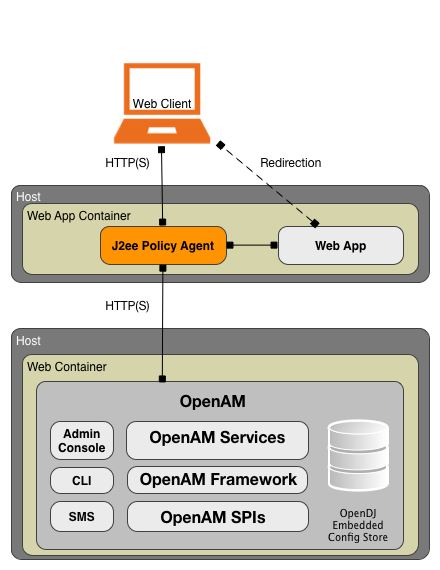 Web Client
HTTP(S)
Redirection
Host
Web App Container
J2ee Policy Agent
Web App
HTTP(S)
Host
Web Container
OpenAM
Admin
Console
OpenAM Services
CLI
OpenAM Framework
SMS
OpenAM SPIs
OpenDJ
Embedded
Config Store